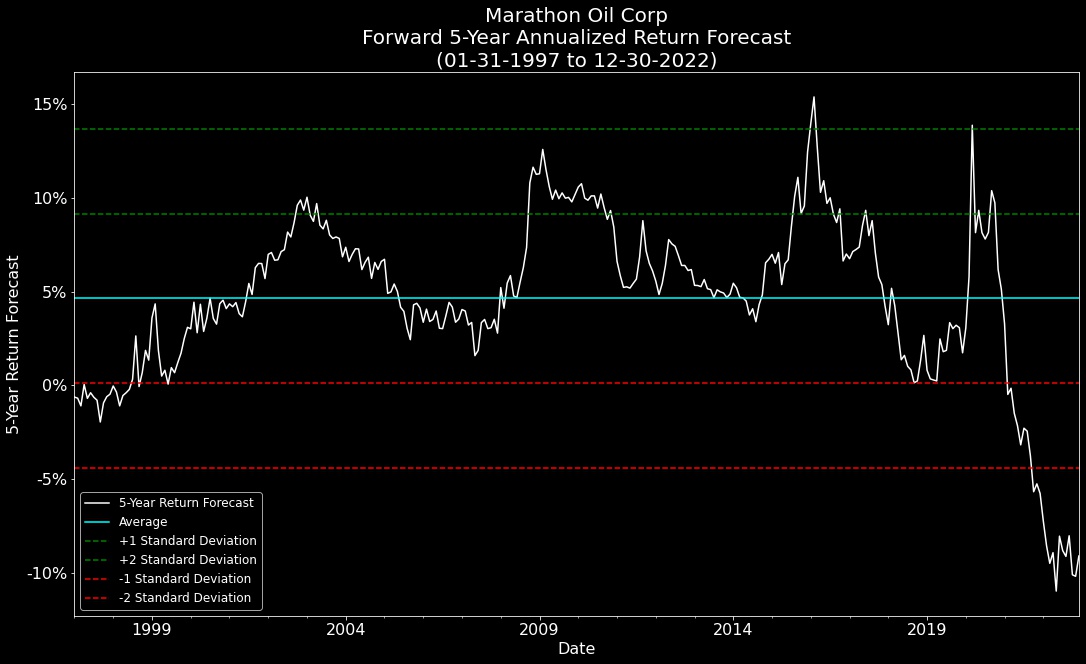 Marathon Oil Corp
Forward 5-Year Annualized Return Forecast
(01-31-1997 to 12-30-2022)
15%
10%
5%
0%
-5%
-10%
5-Year Return Forecast
5-Year Return Forecast
Average
+1 Standard Deviation
+2 Standard Deviation
-1 Standard Deviation
-2 Standard Deviation
1999 2004 2009 2014 2019
Date